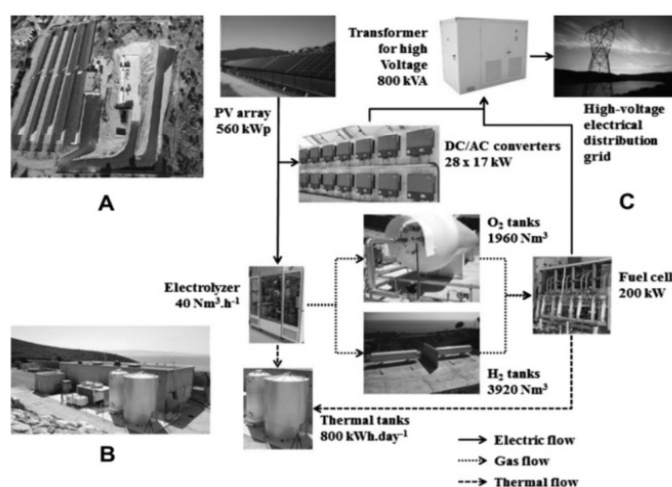 Transformer
for high
Voltage
800 kVA
PV array
560 kWp
High-voltage
electrical
distribution
grid
DC/AC converters
28 x 17 kW
A
C
O₂ tanks
1960 Nm³
Electrolyzer
40 Nm³.h⁻¹
Fuel cell
200 kW
H₂ tanks
3920 Nm³
Thermal tanks
800 kWh.day⁻¹
B
Electric flow
Gas flow
Thermal flow